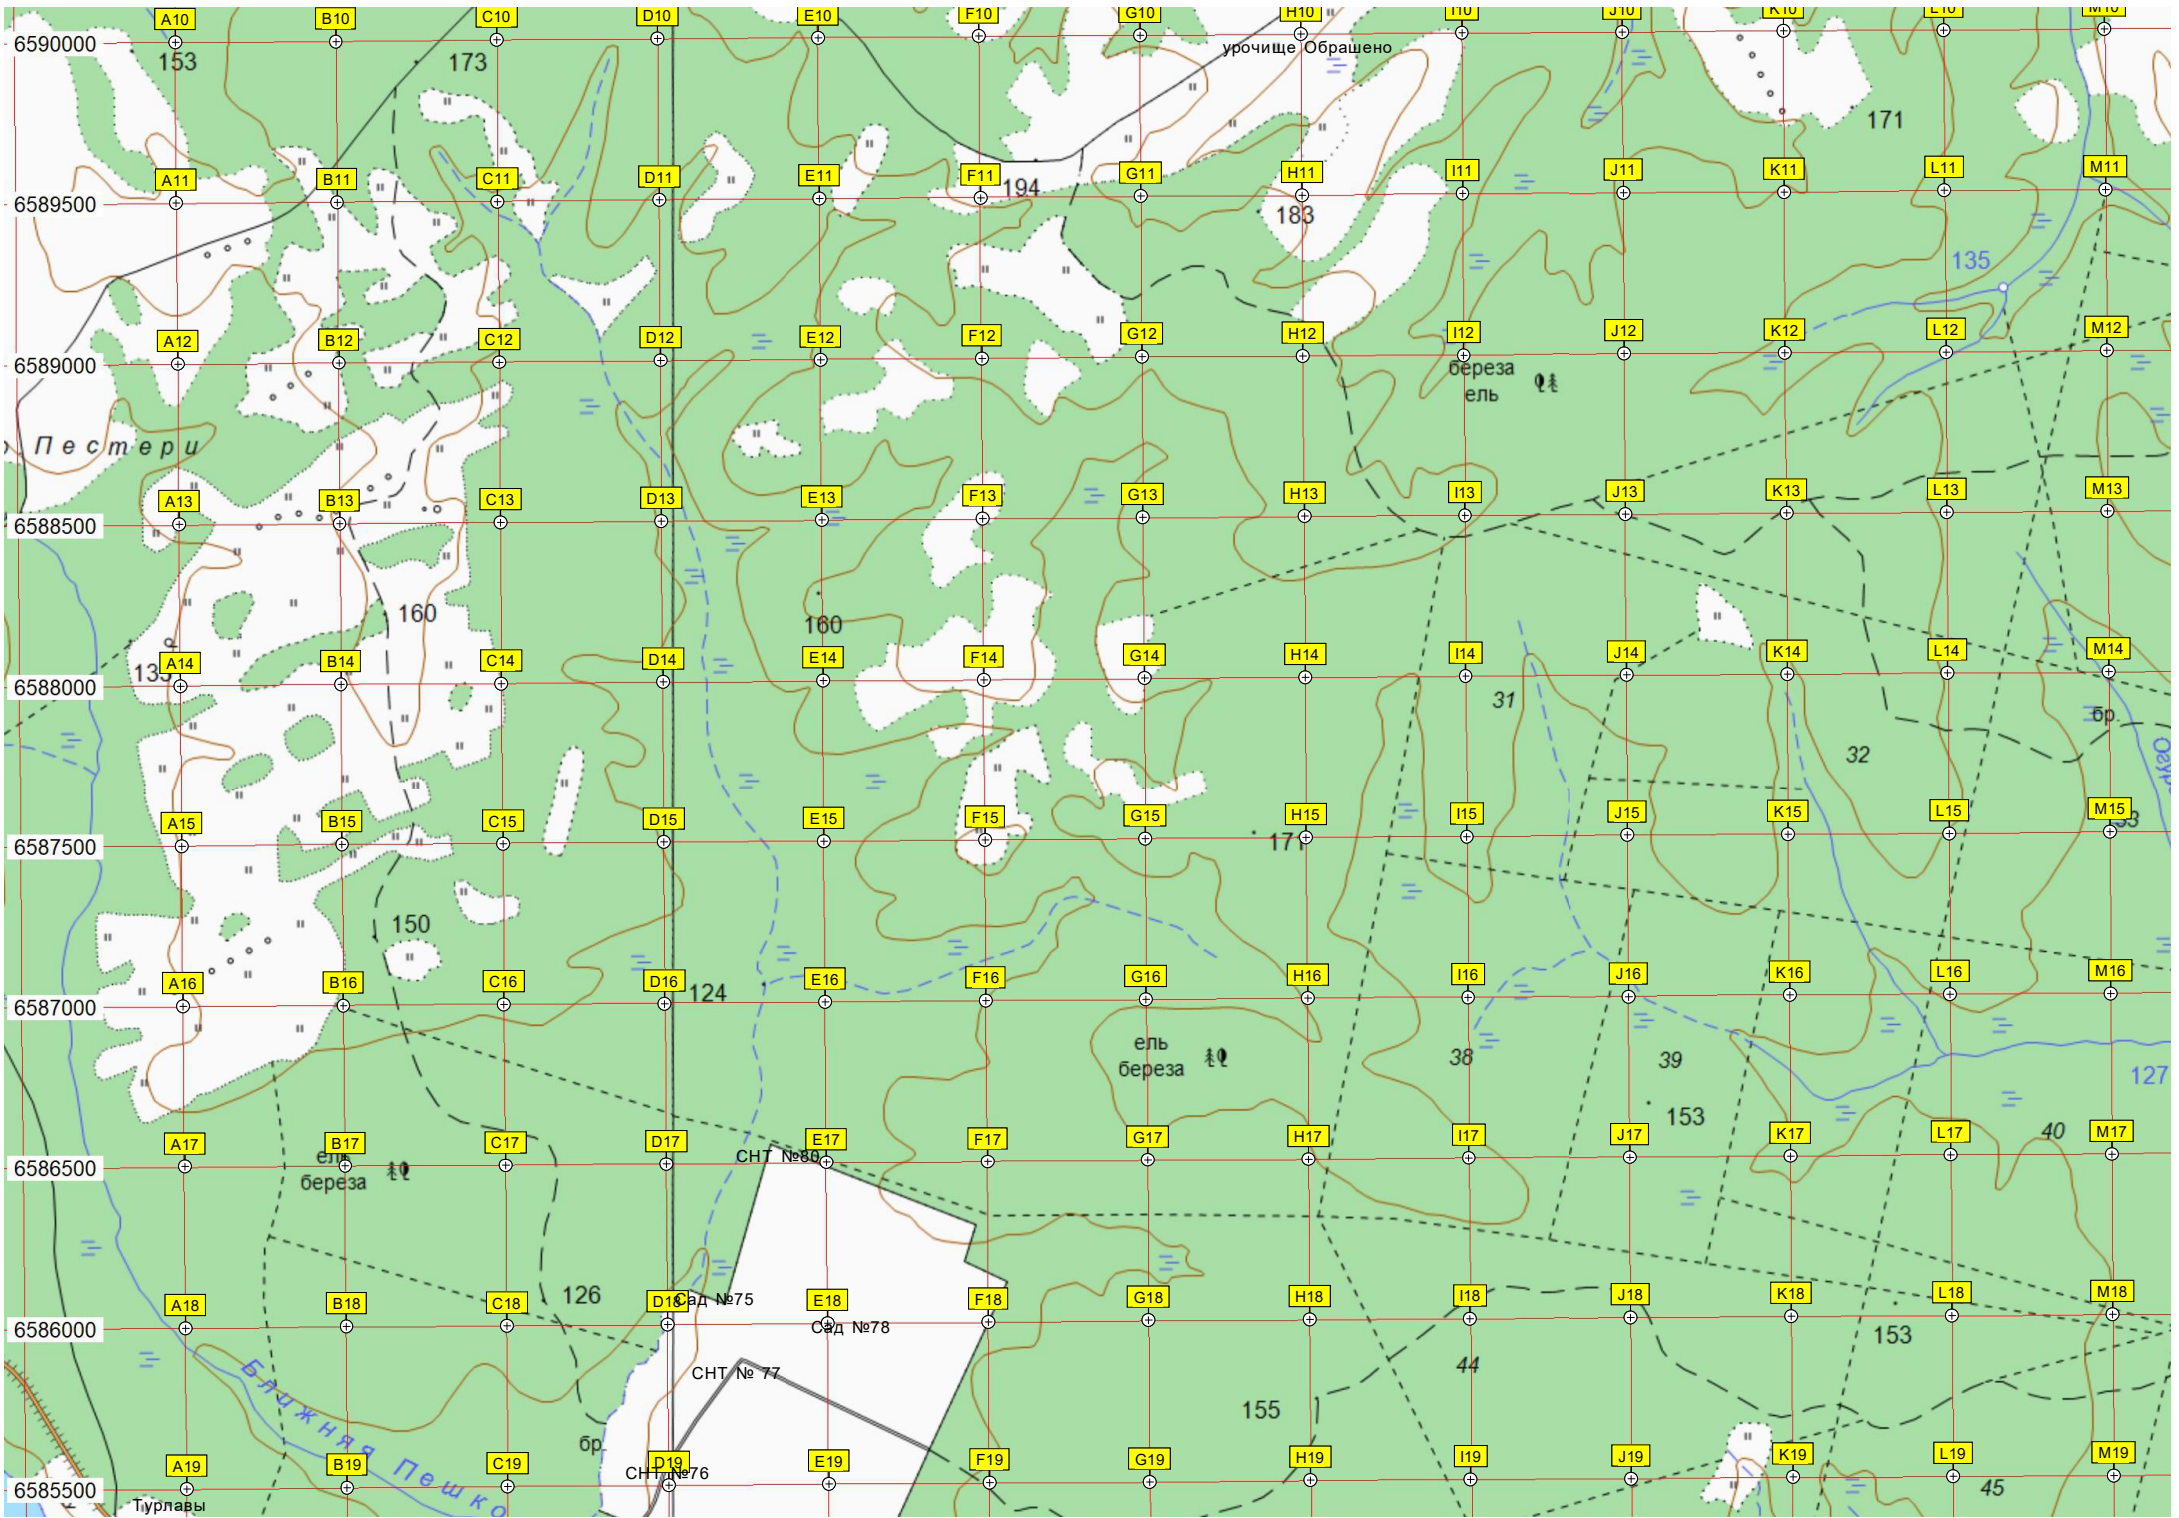 A10 B10 C10 D10 E10 F10 G10 H10 I10 J10 K10 L10 M10
6590000
урочище Обрашено
153
173
171
A11 B11 C11 D11 E11 F11 G11 H11 I11 J11 K11 L11 M11
194
6589500
183
135
A12 B12 C12 D12 E12 F12 G12 H12 I12 J12 K12 L12 M12
6589000
береза
ель
Пестери
A13 B13 C13 D13 E13 F13 G13 H13 I13 J13 K13 L13 M13
6588500
160
160
A14 B14 C14 D14 E14 F14 G14 H14 I14 J14 K14 L14 M14
6588000
31
бр.
32
A15 B15 C15 D15 E15 F15 G15 H15 I15 J15 K15 L15 M15
6587500
171
150
A16 B16 C16 D16 E16 F16 G16 H16 I16 J16 K16 L16 M16
124
6587000
ель
береза
38
39
127
153
40
A17 B17 C17 D17 E17 F17 G17 H17 I17 J17 K17 L17 M17
6586500
СНТ №80
ель
береза
126
A18 B18 C18 D18 E18 F18 G18 H18 I18 J18 K18 L18 M18
Сад №75
6586000
Сад №78
153
44
СНТ № 77
155
Ближняя Пешко
бр.
A19 B19 C19 D19 E19 F19 G19 H19 I19 J19 K19 L19 M19
СНТ №76
6585500
45
Турлавы